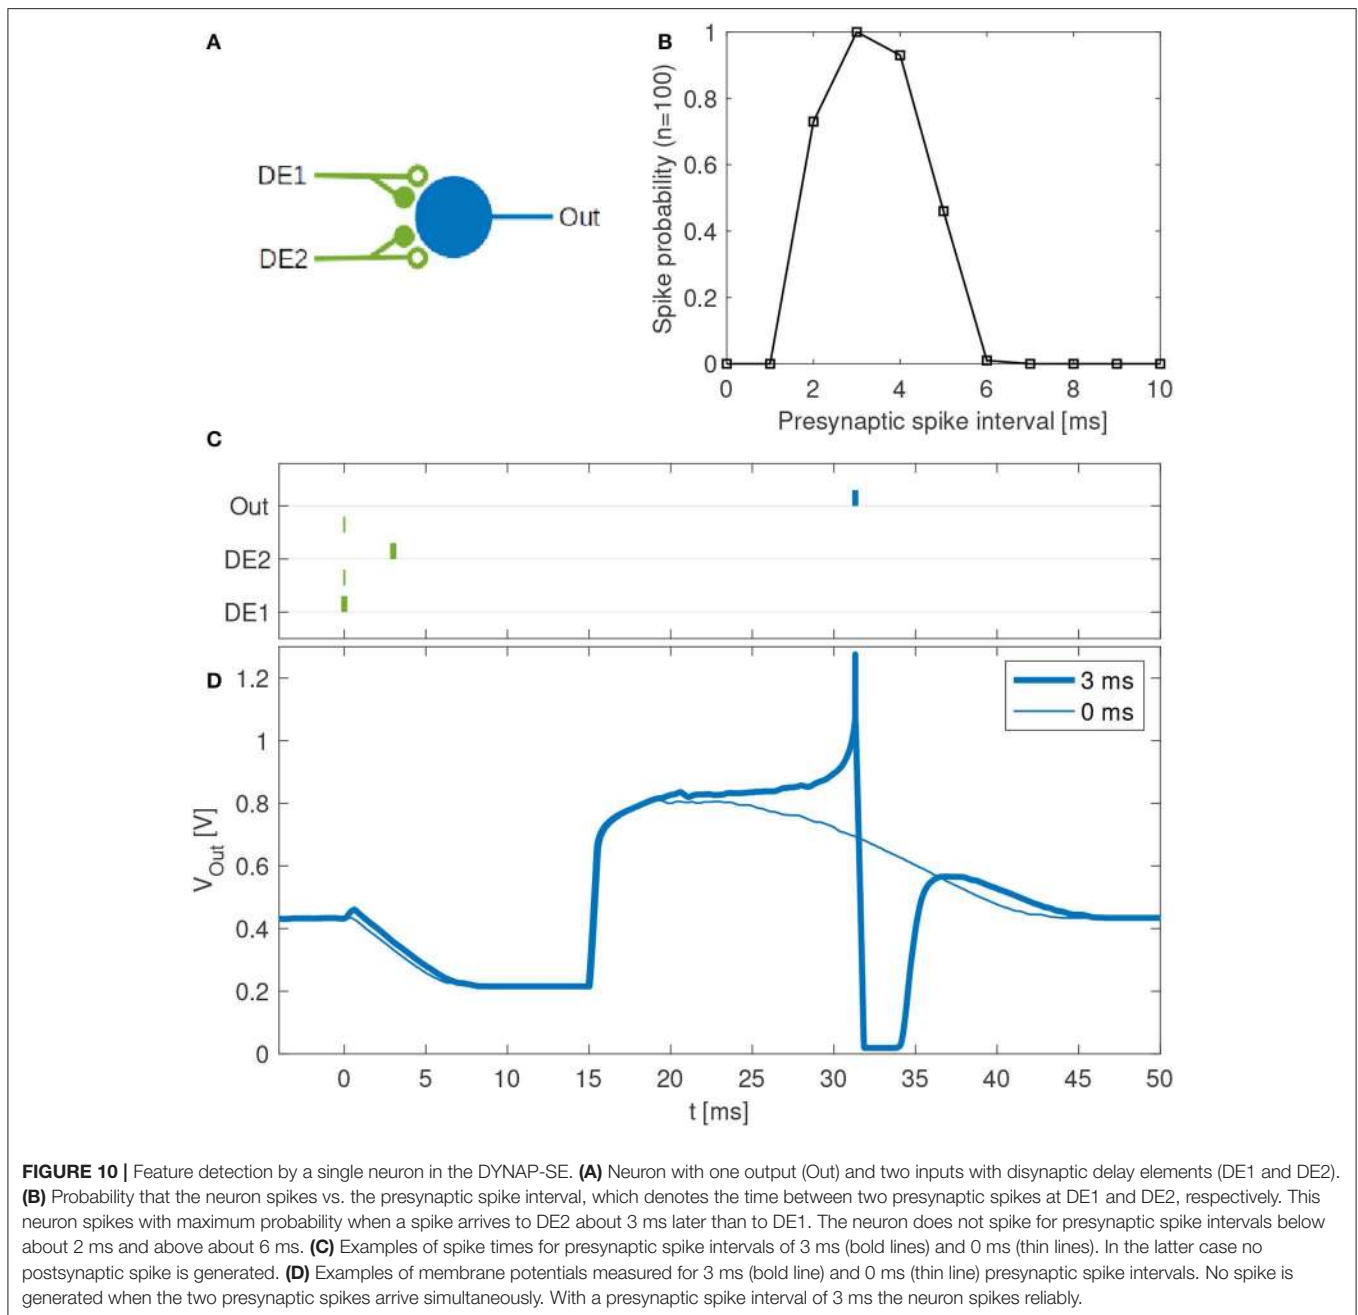 A
DE1
DE2
Out
B
Spike probability (n=100)
1
0.8
0.6
0.4
0.2
0
0 2 4 6 8 10
Presynaptic spike interval [ms]
C
Out
DE2
DE1
D
3 ms
0 ms
V_Out [V]
1.2
1
0.8
0.6
0.4
0.2
0
0 5 10 15 20 25 30 35 40 45 50
t [ms]
FIGURE 10 | Feature detection by a single neuron in the DYNAP-SE. (A) Neuron with one output (Out) and two inputs with disynaptic delay elements (DE1 and DE2).
(B) Probability that the neuron spikes vs. the presynaptic spike interval, which denotes the time between two presynaptic spikes at DE1 and DE2, respectively. This
neuron spikes with maximum probability when a spike arrives to DE2 about 3 ms later than to DE1. The neuron does not spike for presynaptic spike intervals below
about 2 ms and above about 6 ms. (C) Examples of spike times for presynaptic spike intervals of 3 ms (bold lines) and 0 ms (thin lines). In the latter case no
postsynaptic spike is generated. (D) Examples of membrane potentials measured for 3 ms (bold line) and 0 ms (thin line) presynaptic spike intervals. No spike is
generated when the two presynaptic spikes arrive simultaneously. With a presynaptic spike interval of 3 ms the neuron spikes reliably.